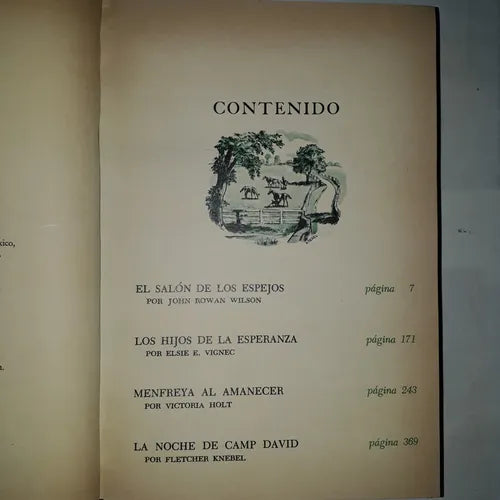 CONTENIDO
EL SALÓN DE LOS ESPEJOS página 7
POR JOHN ROWAN WILSON
LOS HIJOS DE LA ESPERANZA página 171
POR ELSIE E. VIGNEC
MENFREYA AL AMANECER página 243
POR VICTORIA HOLT
LA NOCHE DE CAMP DAVID página 369
POR FLETCHER KNEBEL